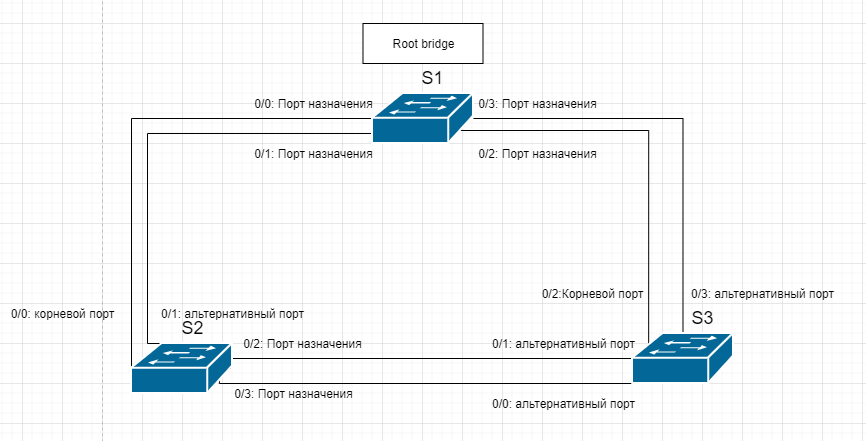 Root bridge
S1
0/0: Порт назначения
0/3: Порт назначения
0/1: Порт назначения
0/2: Порт назначения
0/2:Корневой порт
0/3: альтернативный порт
0/0: корневой порт
0/1: альтернативный порт
S3
S2
0/2: Порт назначения
0/1: альтернативный порт
0/3: Порт назначения
0/0: альтернативный порт